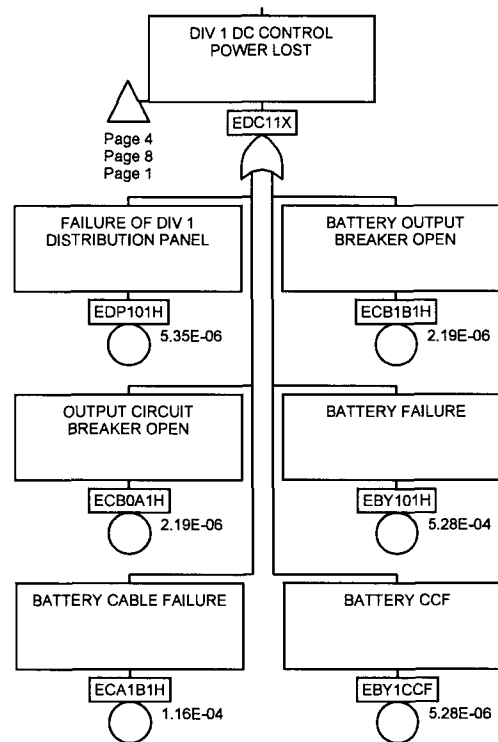 DIV 1 DC CONTROL
POWER LOST
EDC11X
Page 4
Page 8
Page 1
FAILURE OF DIV 1
DISTRIBUTION PANEL
EDP101H
5.35E-06
BATTERY OUTPUT
BREAKER OPEN
ECB1B1H
2.19E-06
OUTPUT CIRCUIT
BREAKER OPEN
ECB0A1H
2.19E-06
BATTERY FAILURE
EBY101H
5.28E-04
BATTERY CABLE FAILURE
ECA1B1H
1.16E-04
BATTERY CCF
EBY1CCF
5.28E-06